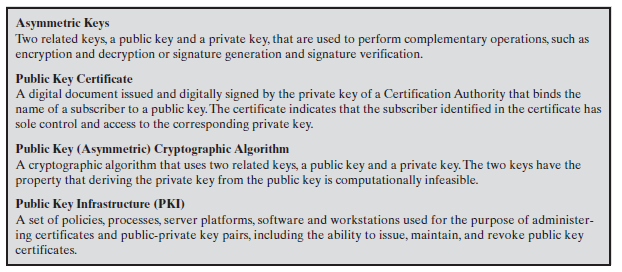 Asymmetric Keys
Two related keys, a public key and a private key, that are used to perform complementary operations, such as
encryption and decryption or signature generation and signature verification.
Public Key Certificate
A digital document issued and digitally signed by the private key of a Certification Authority that binds the
name of a subscriber to a public key. The certificate indicates that the subscriber identified in the certificate has
sole control and access to the corresponding private key.
Public Key (Asymmetric) Cryptographic Algorithm
A cryptographic algorithm that uses two related keys, a public key and a private key. The two keys have the
property that deriving the private key from the public key is computationally infeasible.
Public Key Infrastructure (PKI)
A set of policies, processes, server platforms, software and workstations used for the purpose of administer-
ing certificates and public-private key pairs, including the ability to issue, maintain, and revoke public key
certificates.